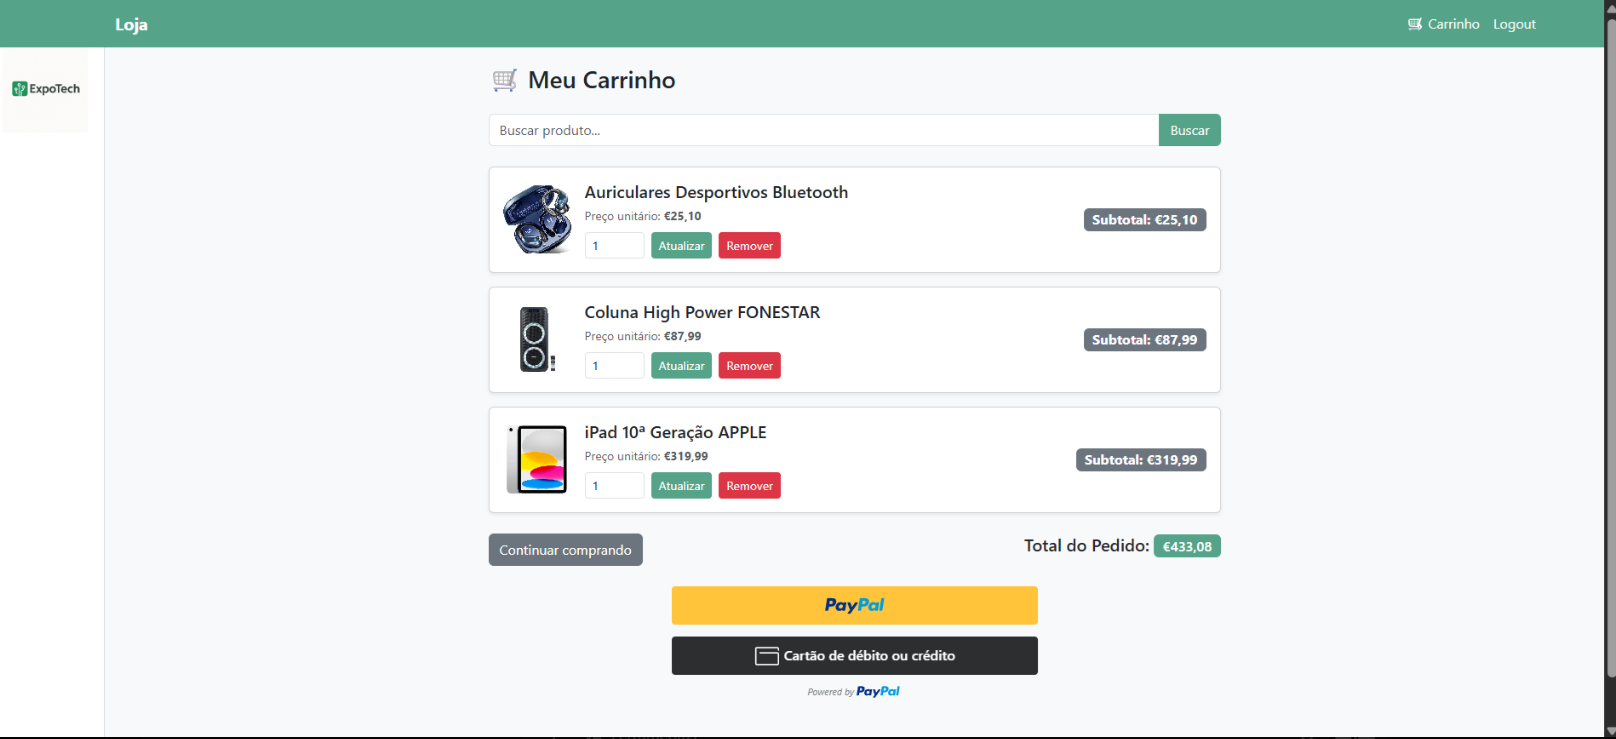 Loja
Carrinho
Logout
ExpoTech
Meu Carrinho
Buscar produto...
Buscar
Auriculares Desportivos Bluetooth
Preço unitário: €25,10
1
Atualizar
Remover
Subtotal: €25,10
Coluna High Power FONESTAR
Preço unitário: €87,99
1
Atualizar
Remover
Subtotal: €87,99
iPad 10ª Geração APPLE
Preço unitário: €319,99
1
Atualizar
Remover
Subtotal: €319,99
Continuar comprando
Total do Pedido: €433,08
PayPal
Cartão de débito ou crédito
Powered by PayPal